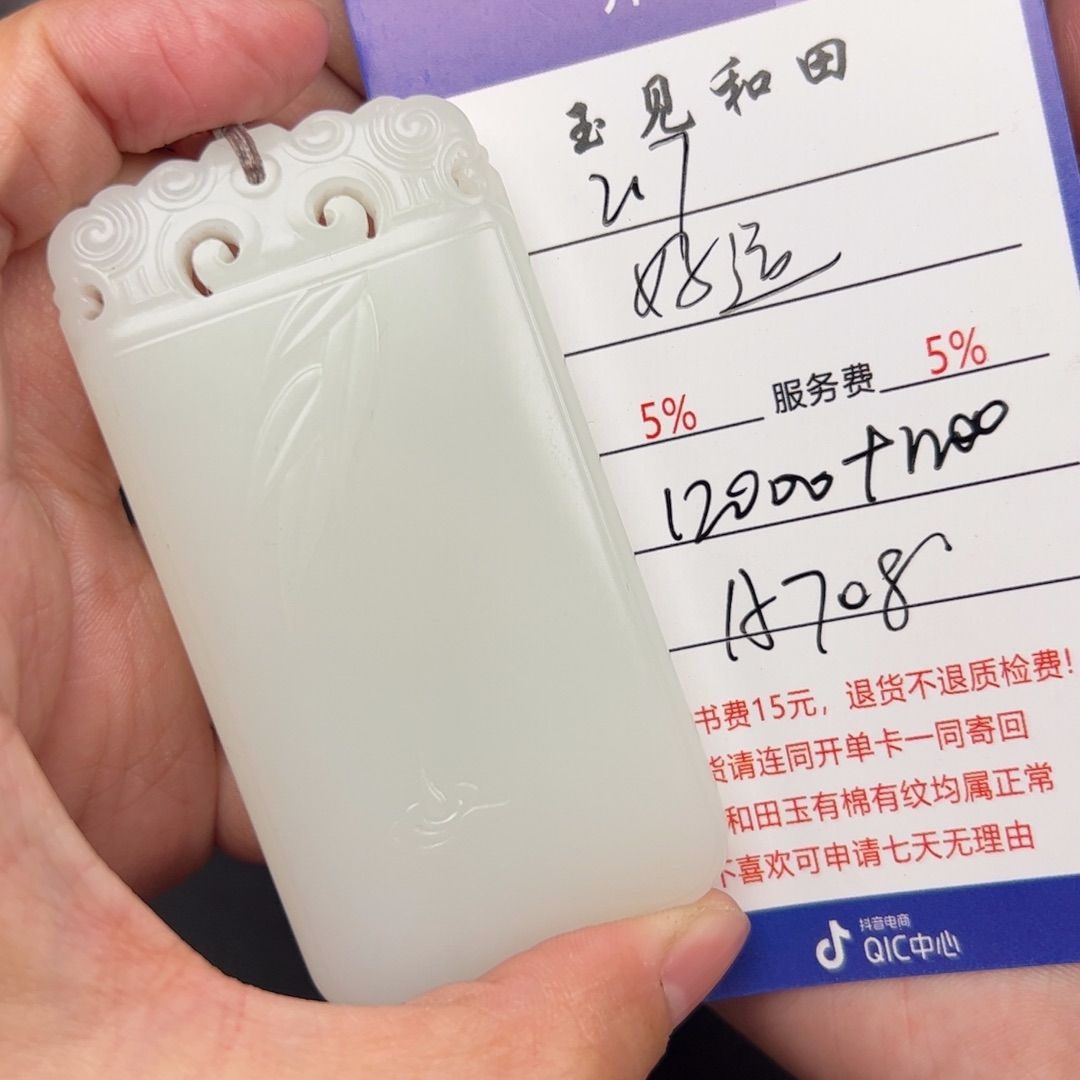 玉见和田
好运
5% 服务费 5%
12000+1200
A708
书费15元，退货不退质检费！
货请连同开单卡一同寄回
和田玉有棉有纹均属正常
不喜欢可申请七天无理由
抖音电商
QIC中心